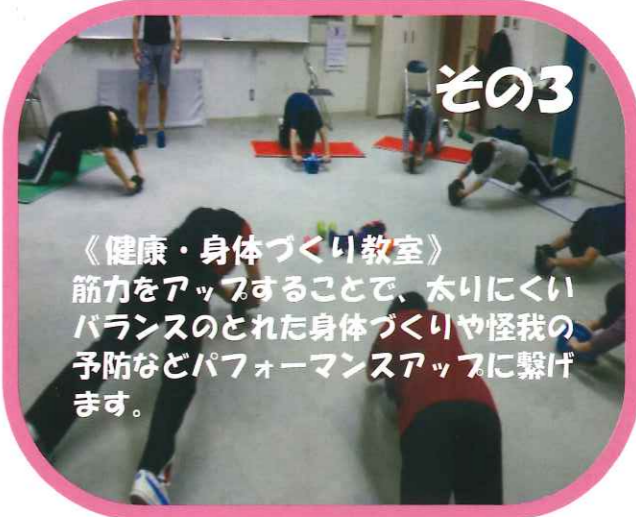 その3
《健康・身体づくり教室》
筋力をアップすることで、太りにくい
バランスのとれた身体づくりや怪我の
予防などパフォーマンスアップに繋げ
ます。